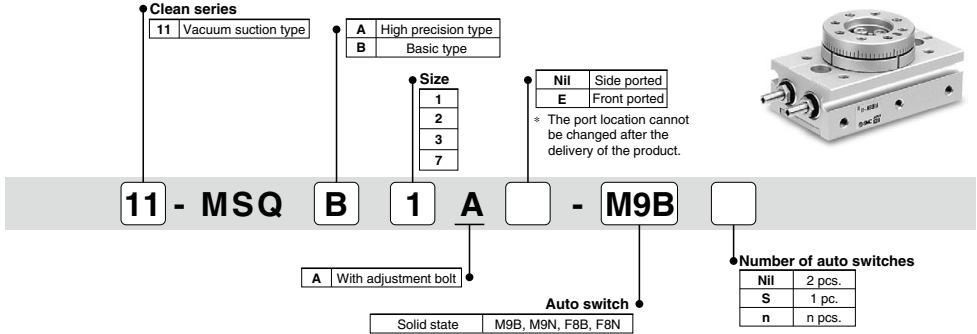 Clean series
11 Vacuum suction type
A High precision type
B Basic type
Size
1
2
3
7
Nil Side ported
E Front ported
* The port location cannot
be changed after the
delivery of the product.
11 - MSQ B 1 A - M9B
A With adjustment bolt
Auto switch
Solid state M9B, M9N, F8B, F8N
Number of auto switches
Nil 2 pcs.
S 1 pc.
n n pcs.
SMC